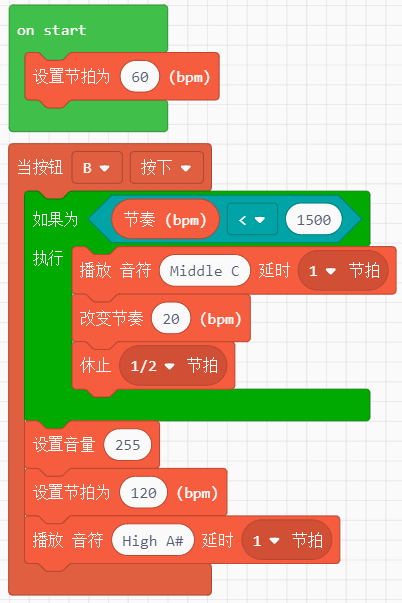 on start
设置节拍为 60 (bpm)
当按钮 B 按下
如果为 节奏 (bpm) < 1500
执行
播放 音符 Middle C 延时 1 节拍
改变节奏 20 (bpm)
休止 1/2 节拍
设置音量 255
设置节拍为 120 (bpm)
播放 音符 High A# 延时 1 节拍